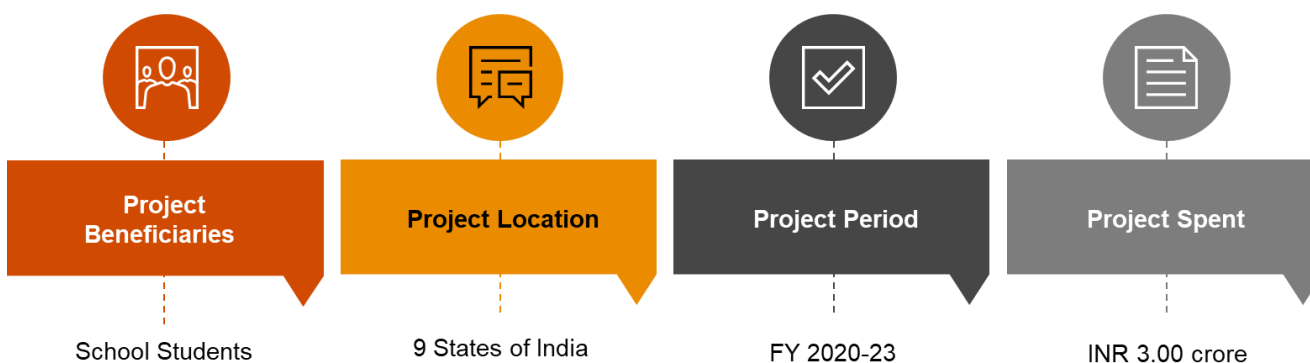 Project
Beneficiaries
Project Location
Project Period
Project Spent
School Students
9 States of India
FY 2020-23
INR 3.00 crore